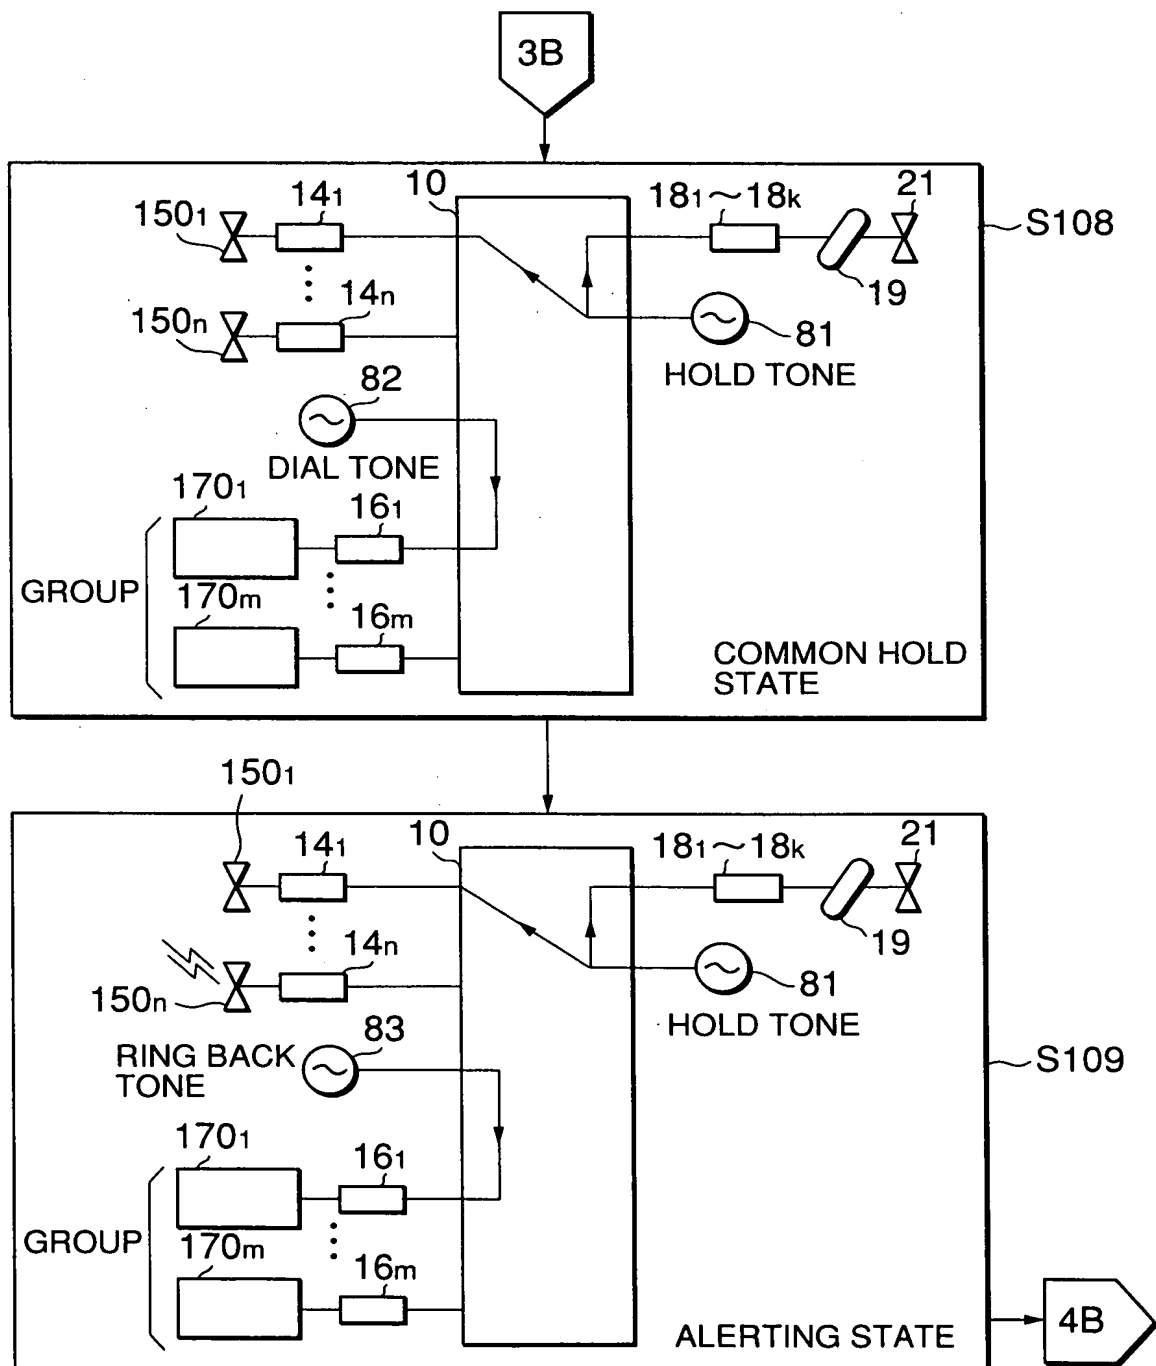 3B
10
14₁
18₁～18k
21
150₁
S108
19
14n
150n
81
HOLD TONE
82
DIAL TONE
170₁
16₁
GROUP
170m
16m
COMMON HOLD
STATE
150₁
10
14₁
18₁～18k
21
19
14n
150n
81
HOLD TONE
83
RING BACK
TONE
S109
170₁
16₁
GROUP
170m
16m
ALERTING STATE
4B